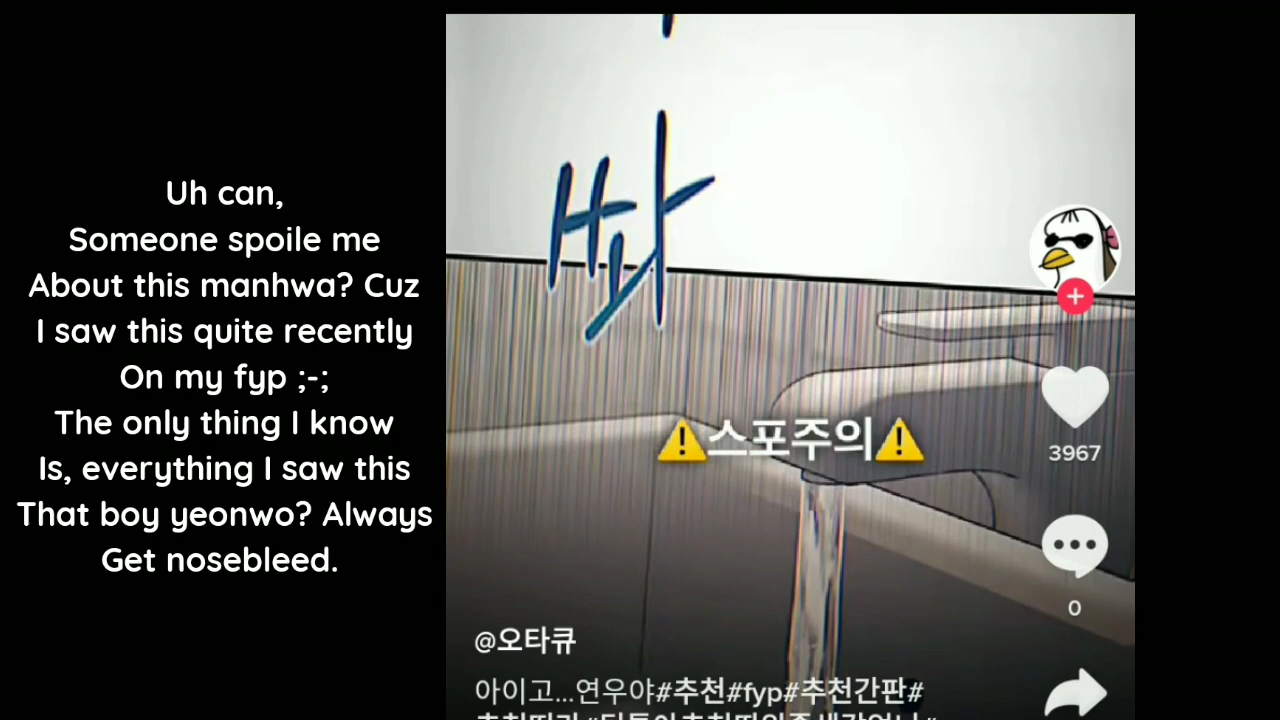 Uh can,
Someone spoile me
About this manhwa? Cuz
I saw this quite recently
On my fyp ;-;
The only thing I know
Is, everything I saw this
That boy yeonwo? Always
Get nosebleed.
⚠️스포주의⚠️
3967
0
@오타큐
아이고...연우야#추천#fyp#추천간판#